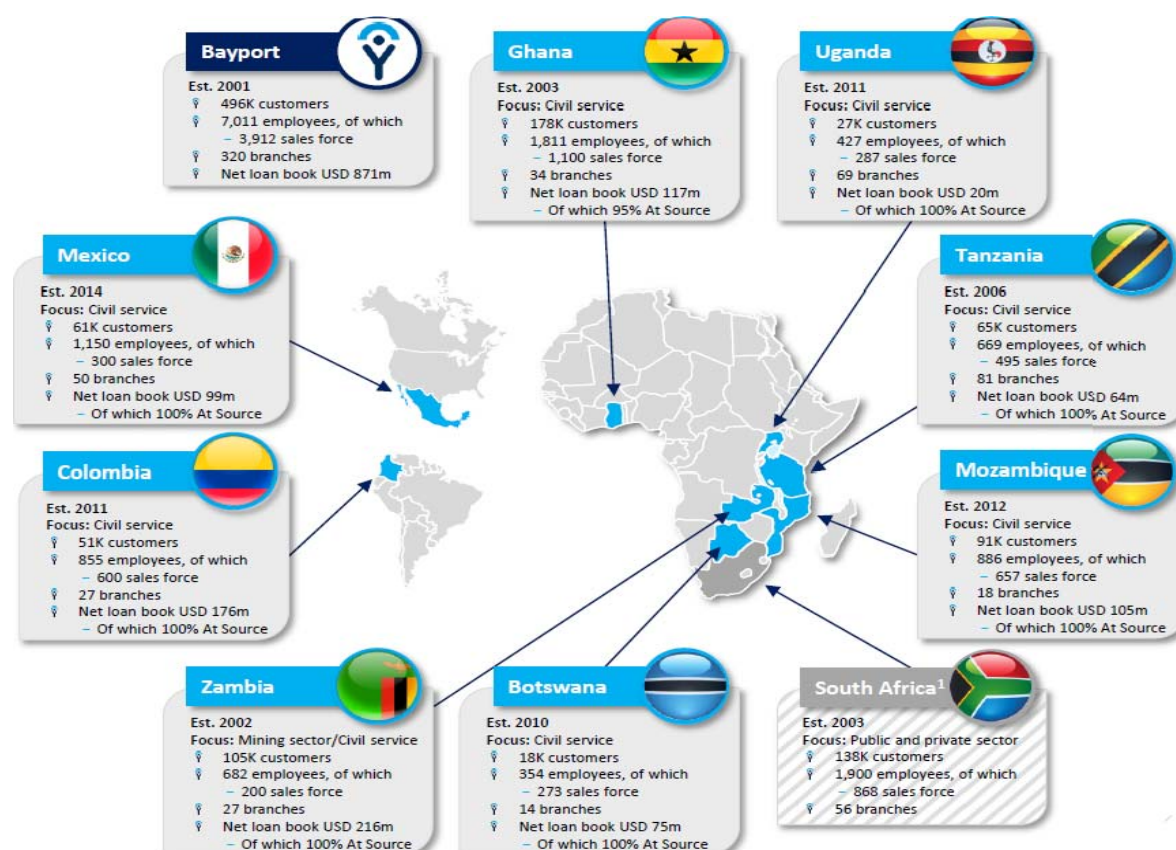 Bayport
Est. 2001
496K customers
7,011 employees, of which
– 3,912 sales force
320 branches
Net loan book USD 871m
Ghana
Est. 2003
Focus: Civil service
178K customers
1,811 employees, of which
– 1,100 sales force
34 branches
Net loan book USD 117m
– Of which 95% At Source
Uganda
Est. 2011
Focus: Civil service
27K customers
427 employees, of which
– 287 sales force
69 branches
Net loan book USD 20m
– Of which 100% At Source
Mexico
Est. 2014
Focus: Civil service
61K customers
1,150 employees, of which
– 300 sales force
50 branches
Net loan book USD 99m
– Of which 100% At Source
Tanzania
Est. 2006
Focus: Civil service
65K customers
669 employees, of which
– 495 sales force
81 branches
Net loan book USD 64m
– Of which 100% At Source
Colombia
Est. 2011
Focus: Civil service
51K customers
855 employees, of which
– 600 sales force
27 branches
Net loan book USD 176m
– Of which 100% At Source
Mozambique
Est. 2012
Focus: Civil service
91K customers
886 employees, of which
– 657 sales force
18 branches
Net loan book USD 105m
– Of which 100% At Source
Zambia
Est. 2002
Focus: Mining sector/Civil service
105K customers
682 employees, of which
– 200 sales force
27 branches
Net loan book USD 216m
– Of which 100% At Source
Botswana
Est. 2010
Focus: Civil service
18K customers
354 employees, of which
– 273 sales force
14 branches
Net loan book USD 75m
– Of which 100% At Source
South Africa¹
Est. 2003
Focus: Public and private sector
138K customers
1,900 employees, of which
– 868 sales force
56 branches